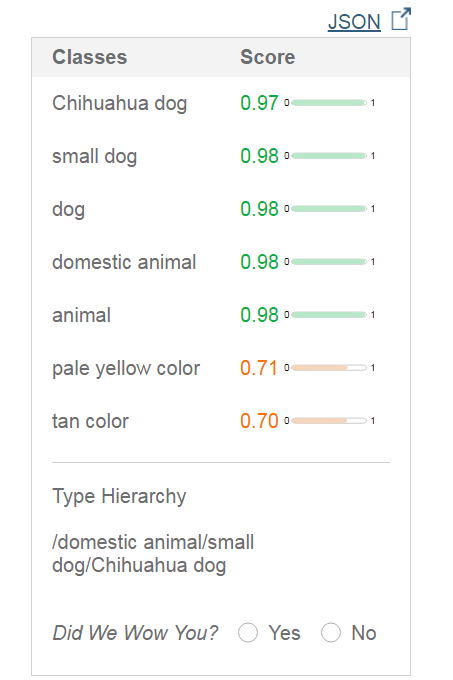 JSON
Classes Score
Chihuahua dog 0.97 0 1
small dog 0.98 0 1
dog 0.98 0 1
domestic animal 0.98 0 1
animal 0.98 0 1
pale yellow color 0.71 0 1
tan color 0.70 0 1
Type Hierarchy
/domestic animal/small
dog/Chihuahua dog
Did We Wow You? Yes No